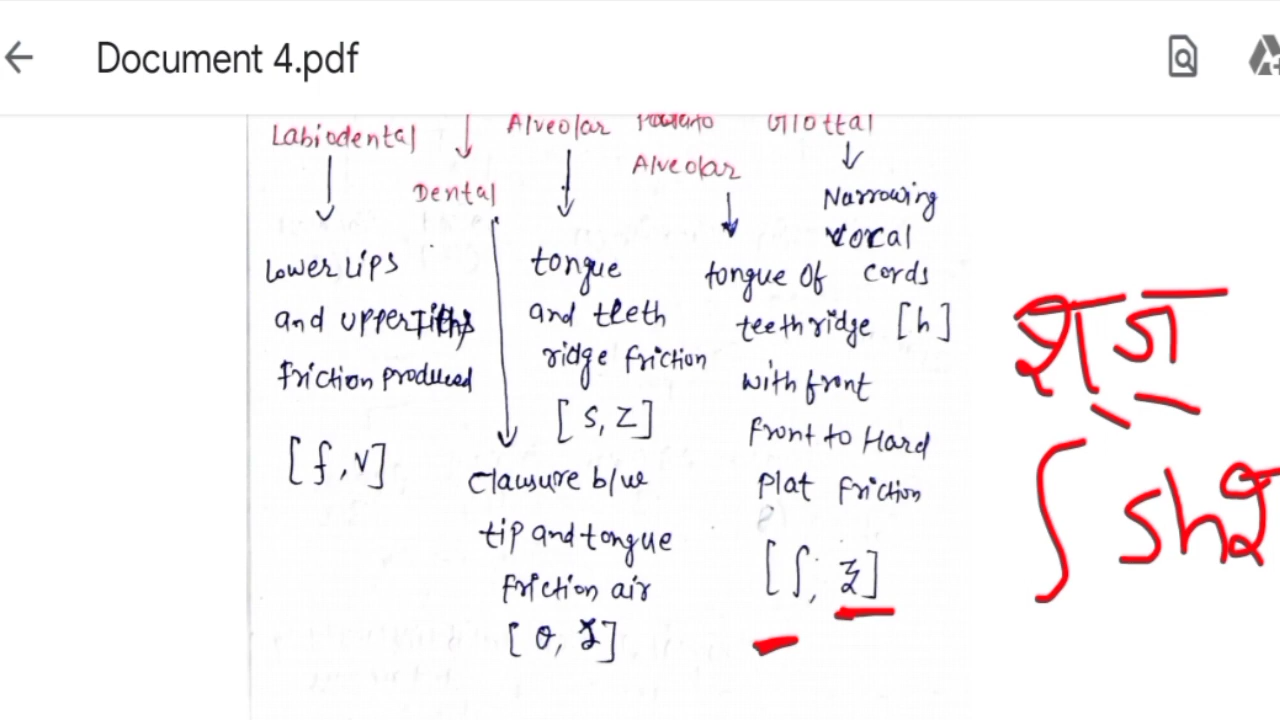 Document 4.pdf
Labiodental
Dental
Alveolar
Alveolar
Glottal
Lower Lips
and upper
friction produced
[f, v]
Clausure b/w
tip and tongue
friction air
tongue
and teeth
ridge friction
[s, z]
tongue of
teeth ridge
with front
front to Hard
Plat friction
[ʃ, ʒ]
Narrowing
vocal
cords
[h]
ʃ sh